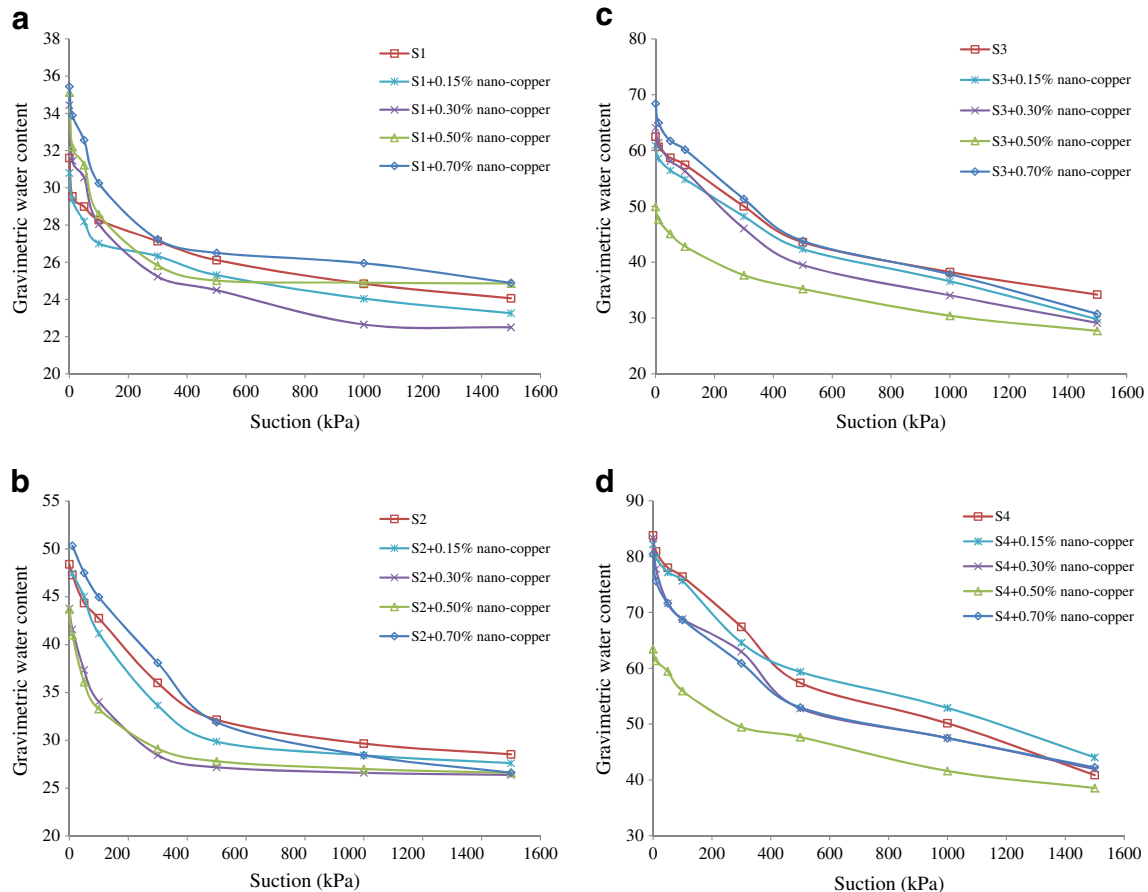 a
38
36
34
32
30
28
26
24
22
20
0 200 400 600 800 1000 1200 1400 1600
Gravimetric water content
Suction (kPa)
S1
S1+0.15% nano-copper
S1+0.30% nano-copper
S1+0.50% nano-copper
S1+0.70% nano-copper
c
80
70
60
50
40
30
20
0 200 400 600 800 1000 1200 1400 1600
Gravimetric water content
Suction (kPa)
S3
S3+0.15% nano-copper
S3+0.30% nano-copper
S3+0.50% nano-copper
S3+0.70% nano-copper
b
55
50
45
40
35
30
25
20
0 200 400 600 800 1000 1200 1400 1600
Gravimetric water content
Suction (kPa)
S2
S2+0.15% nano-copper
S2+0.30% nano-copper
S2+0.50% nano-copper
S2+0.70% nano-copper
d
90
80
70
60
50
40
30
0 200 400 600 800 1000 1200 1400 1600
Gravimetric water content
Suction (kPa)
S4
S4+0.15% nano-copper
S4+0.30% nano-copper
S4+0.50% nano-copper
S4+0.70% nano-copper